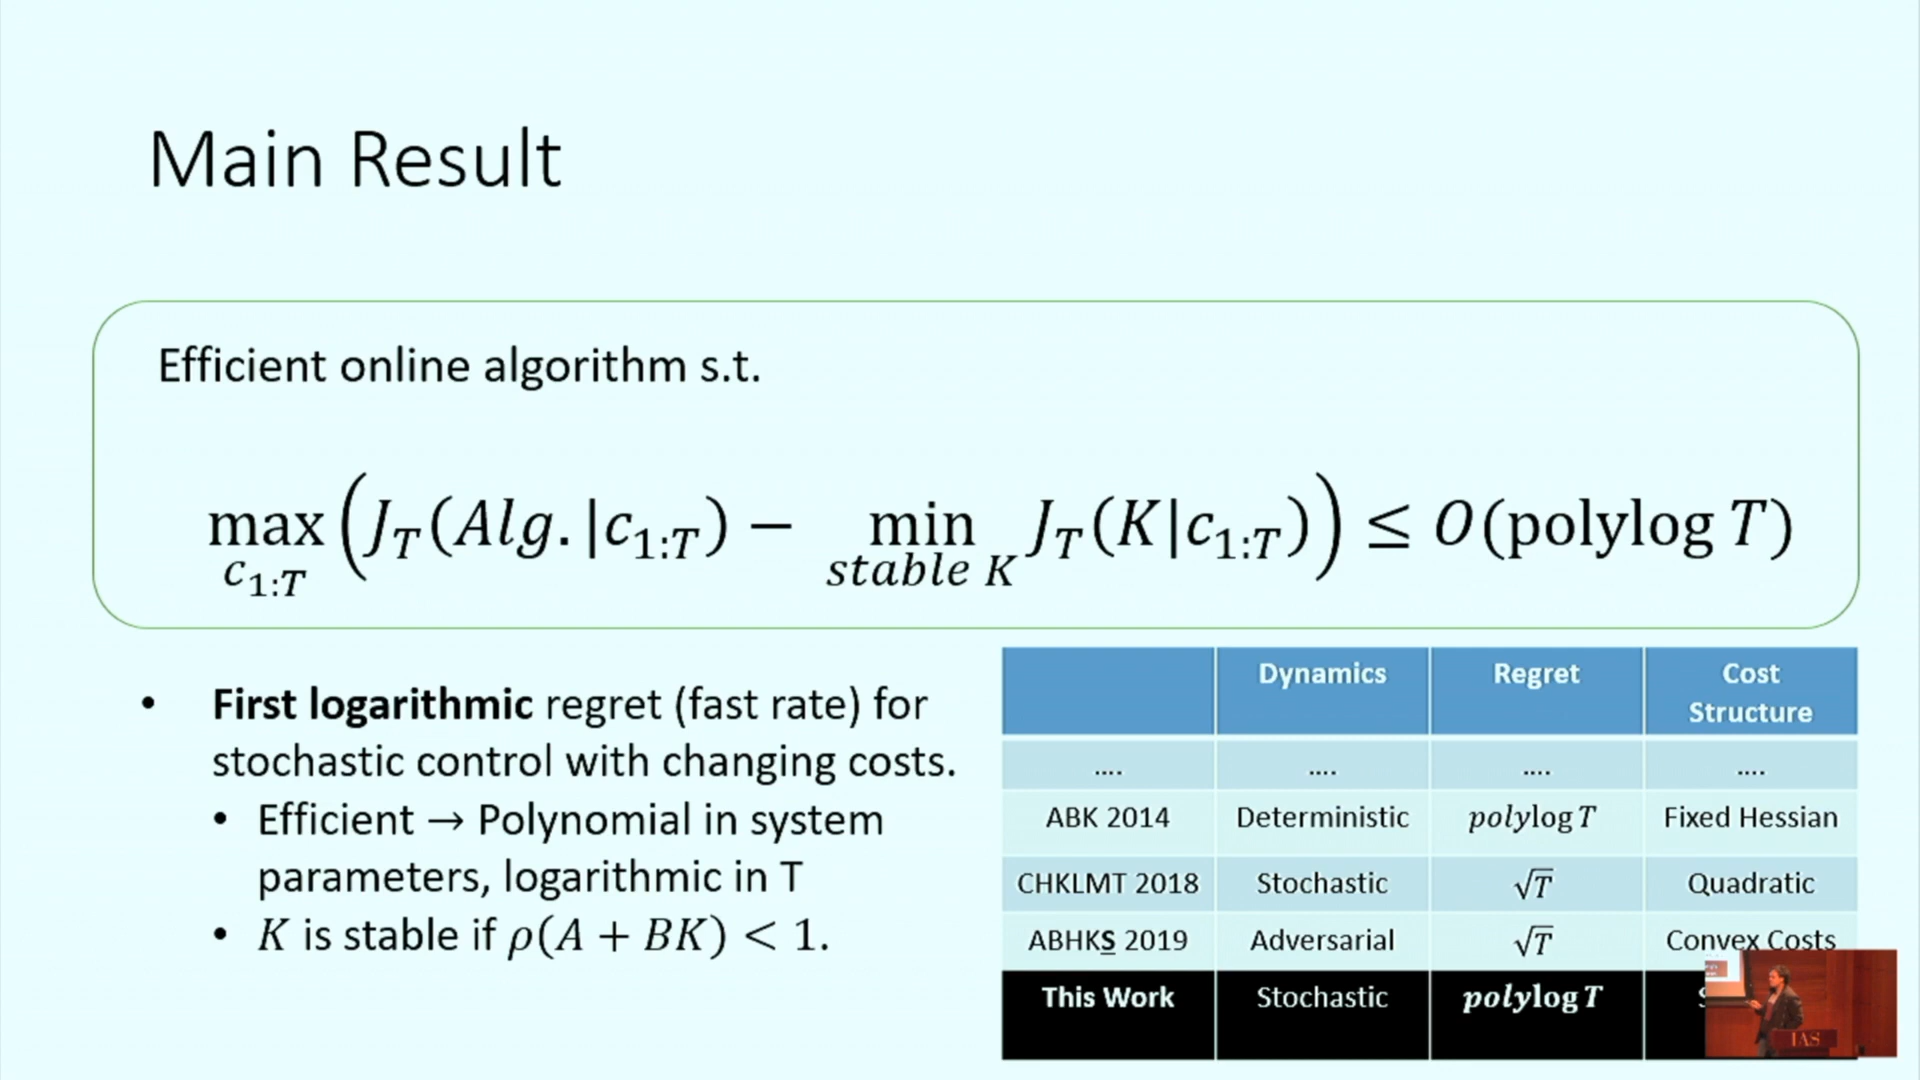 Main Result
Efficient online algorithm s.t.
max_{c_{1:T}} (J_T(Alg. |c_{1:T}) − min_{stable K} J_T(K|c_{1:T})) ≤ O(polylog T)
• First logarithmic regret (fast rate) for
stochastic control with changing costs.
• Efficient → Polynomial in system
parameters, logarithmic in T
• K is stable if ρ(A + BK) < 1.
Dynamics Regret Cost
Structure
.... .... .... ....
ABK 2014 Deterministic polylog T Fixed Hessian
CHKLMT 2018 Stochastic √T Quadratic
ABHKS 2019 Adversarial √T Convex Costs
This Work Stochastic polylog T
IAS